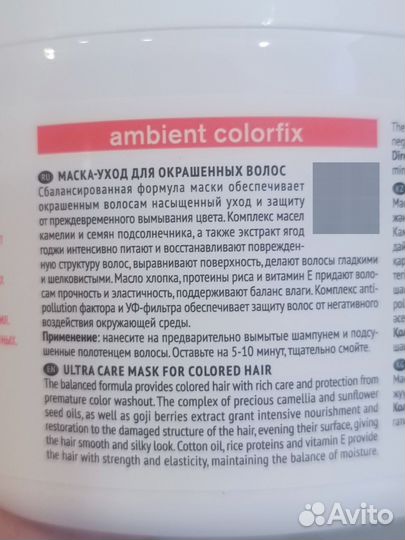 ambient colorfix
RU МАСКА-УХОД ДЛЯ ОКРАШЕННЫХ ВОЛОС
Сбалансированная формула маски обеспечивает
окрашенным волосам насыщенный уход и защиту
от преждевременного вымывания цвета. Комплекс масел
камелии и семян подсолнечника, а также экстракт ягод
годжи интенсивно питают и восстанавливают поврежден-
ную структуру волос, выравнивают поверхность, делают волосы гладкими
и шелковистыми. Масло хлопка, протеины риса и витамин Е придают воло-
сам прочность и эластичность, поддерживают баланс влаги. Комплекс anti-
pollution фактора и УФ-фильтра обеспечивает защиту волос от негативного
воздействия окружающей среды.
Применение: нанесите на предварительно вымытые шампунем и подсу-
шенные полотенцем волосы. Оставьте на 5-10 минут, тщательно смойте.
EN ULTRA CARE MASK FOR COLORED HAIR
The balanced formula provides colored hair with rich care and protection from
premature color washout. The complex of precious camellia and sunflower
seed oils, as well as goji berries extract grant intensive nourishment and
restoration to the damaged structure of the hair, evening their surface, giving
the hair smooth and silky look. Cotton oil, rice proteins and vitamin E provide
the hair with strength and elasticity, maintaining the balance of moisture.
Avito